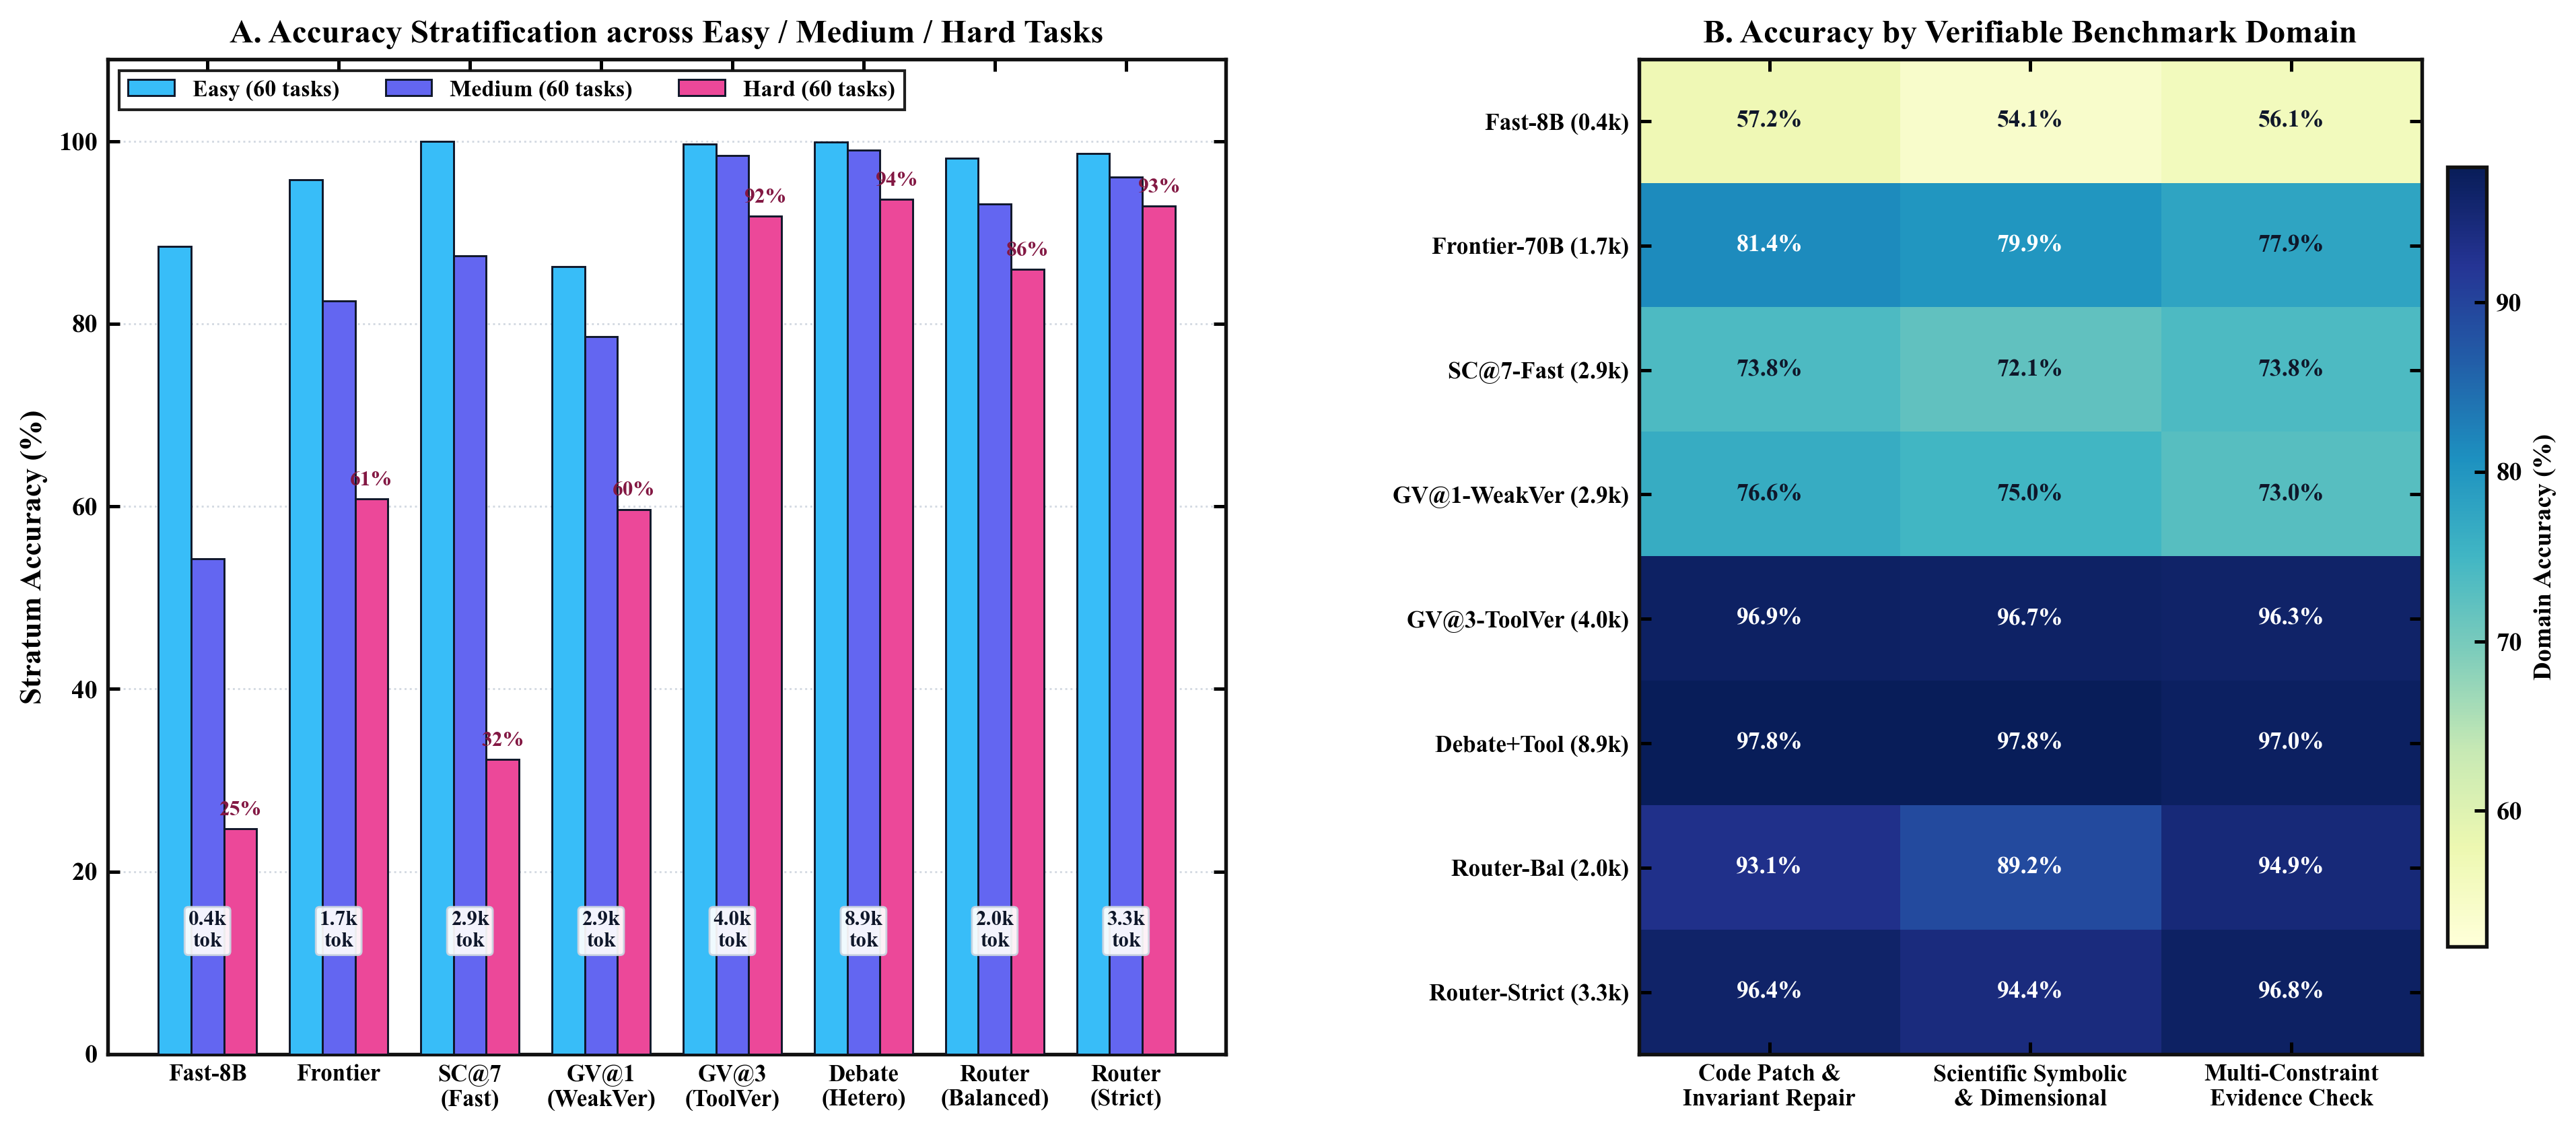 A. Accuracy Stratification across Easy / Medium / Hard Tasks
Easy (60 tasks)
Medium (60 tasks)
Hard (60 tasks)
Stratum Accuracy (%)
100
80
60
40
20
0
25%
61%
32%
60%
92%
94%
86%
93%
0.4k
tok
1.7k
tok
2.9k
tok
2.9k
tok
4.0k
tok
8.9k
tok
2.0k
tok
3.3k
tok
Fast-8B
Frontier
SC@7
(Fast)
GV@1
(WeakVer)
GV@3
(ToolVer)
Debate
(Hetero)
Router
(Balanced)
Router
(Strict)
B. Accuracy by Verifiable Benchmark Domain
Fast-8B (0.4k)
57.2%
54.1%
56.1%
Frontier-70B (1.7k)
81.4%
79.9%
77.9%
SC@7-Fast (2.9k)
73.8%
72.1%
73.8%
GV@1-WeakVer (2.9k)
76.6%
75.0%
73.0%
GV@3-ToolVer (4.0k)
96.9%
96.7%
96.3%
Debate+Tool (8.9k)
97.8%
97.8%
97.0%
Router-Bal (2.0k)
93.1%
89.2%
94.9%
Router-Strict (3.3k)
96.4%
94.4%
96.8%
Code Patch &
Invariant Repair
Scientific Symbolic
& Dimensional
Multi-Constraint
Evidence Check
90
80
70
60
Domain Accuracy (%)